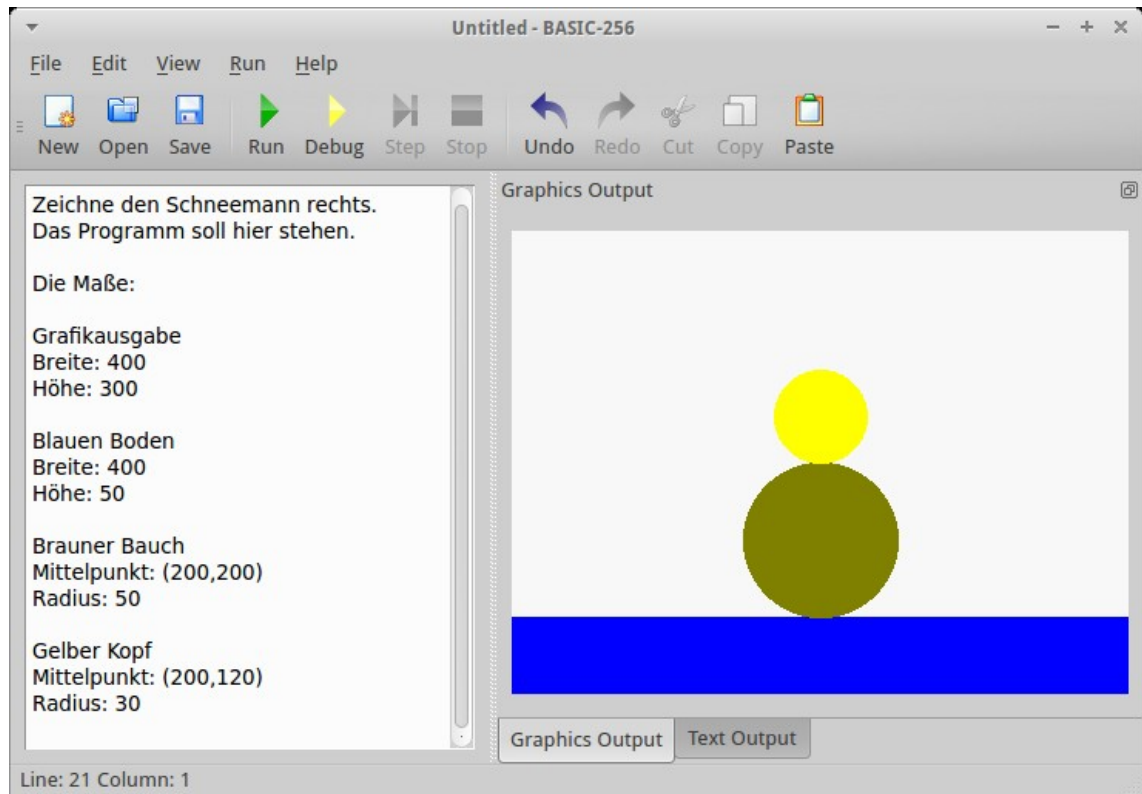 Untitled - BASIC-256
File Edit View Run Help
New Open Save Run Debug Step Stop Undo Redo Cut Copy Paste
Zeichne den Schneemann rechts.
Das Programm soll hier stehen.
Die Maße:
Grafikausgabe
Breite: 400
Höhe: 300
Blauen Boden
Breite: 400
Höhe: 50
Brauner Bauch
Mittelpunkt: (200,200)
Radius: 50
Gelber Kopf
Mittelpunkt: (200,120)
Radius: 30
Graphics Output
Graphics Output Text Output
Line: 21 Column: 1